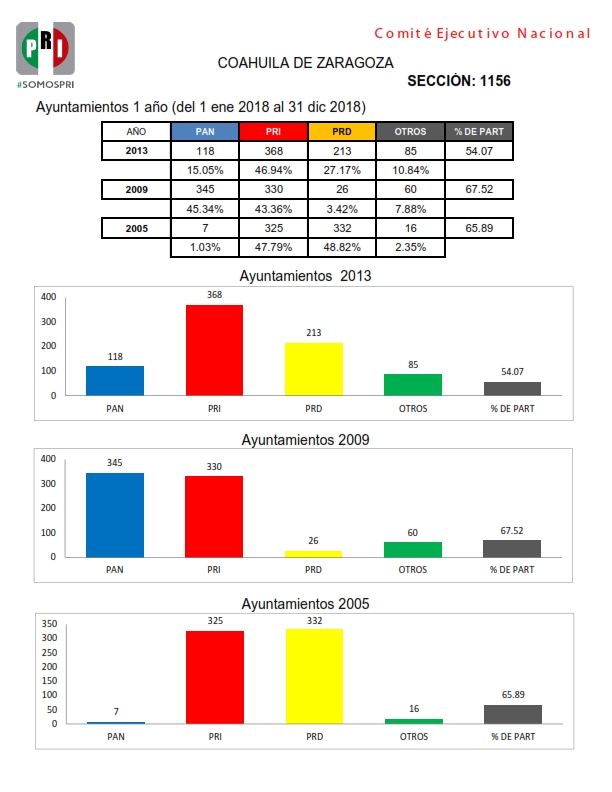 Comité Ejecutivo Nacional
PRI
#SOMOSPRI
COAHUILA DE ZARAGOZA
SECCIÓN: 1156
Ayuntamientos 1 año (del 1 ene 2018 al 31 dic 2018)
AÑO PAN PRI PRD OTROS % DE PART
2013 118 368 213 85 54.07
15.05% 46.94% 27.17% 10.84%
2009 345 330 26 60 67.52
45.34% 43.36% 3.42% 7.88%
2005 7 325 332 16 65.89
1.03% 47.79% 48.82% 2.35%
Ayuntamientos 2013
400
300
200
100
0
118 368 213 85 54.07
PAN PRI PRD OTROS % DE PART
Ayuntamientos 2009
400
300
200
100
0
345 330 26 60 67.52
PAN PRI PRD OTROS % DE PART
Ayuntamientos 2005
350
300
250
200
150
100
50
0
7 325 332 16 65.89
PAN PRI PRD OTROS % DE PART